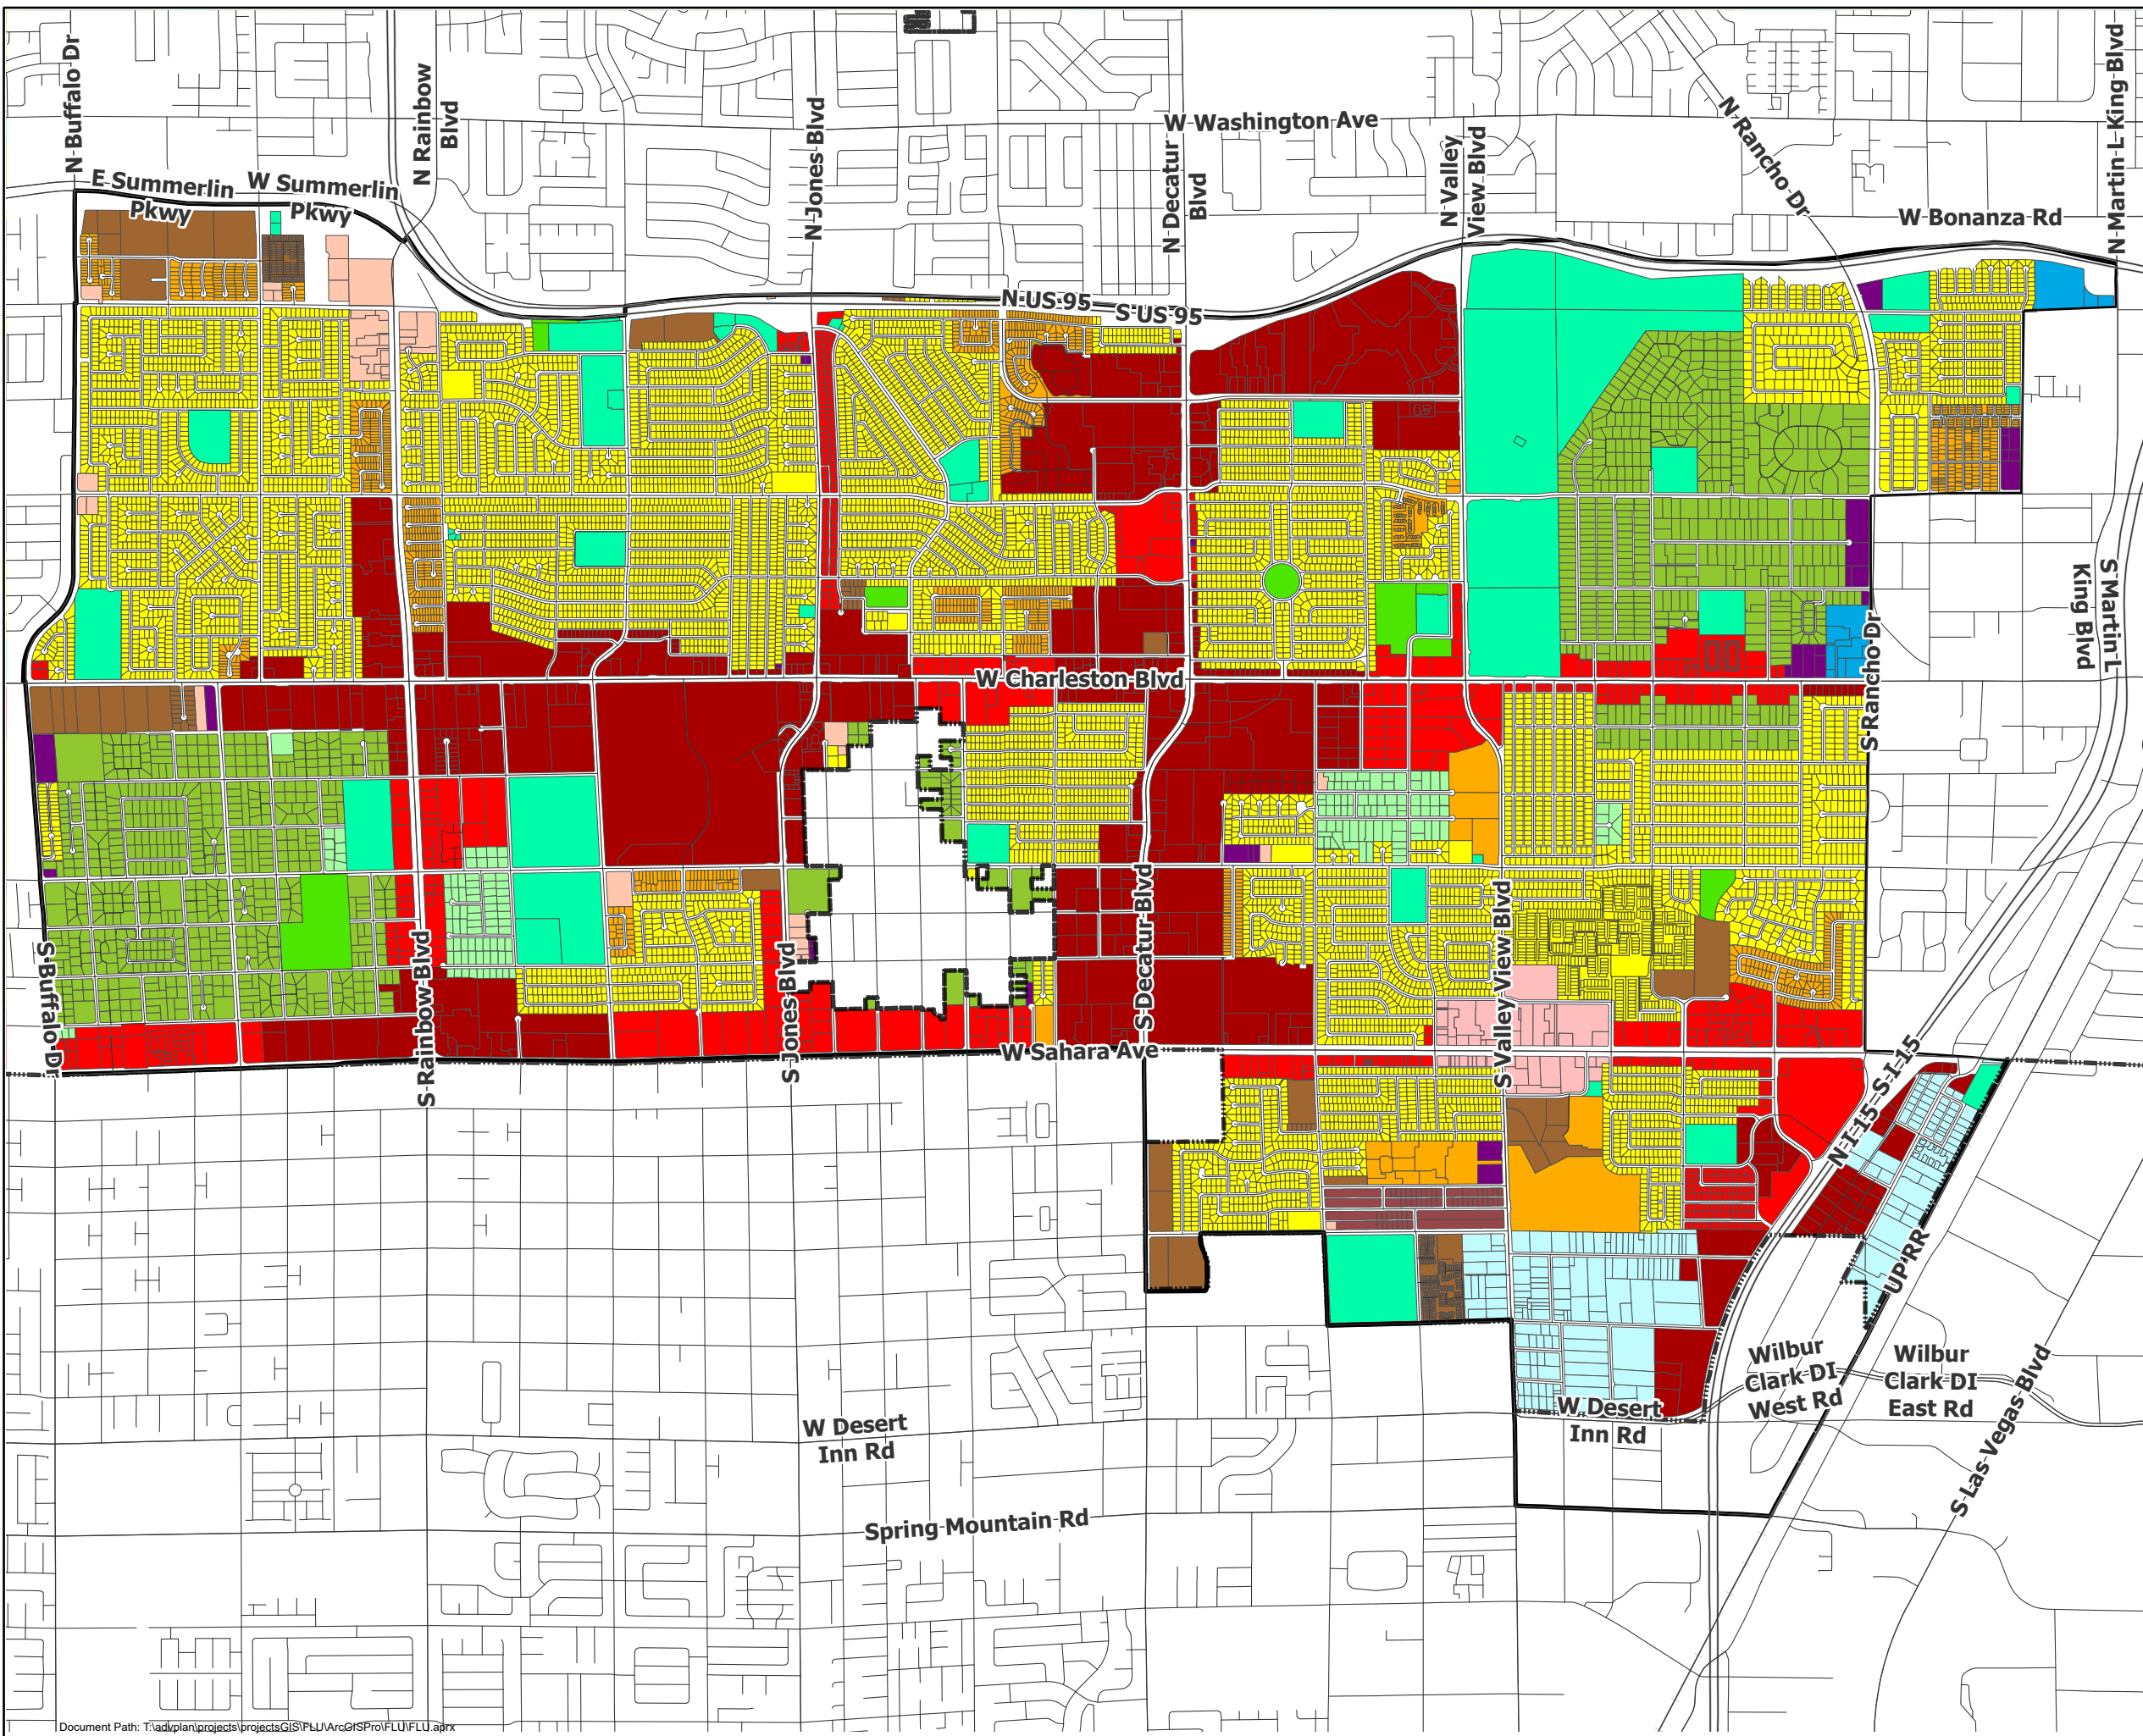 N Buffalo Dr
N Rainbow
Blvd
N Jones Blvd
W Washington Ave
N Decatur
Blvd
N Valley
View Blvd
N Rancho Dr
N Martin L King Blvd
E Summerlin
Pkwy
W Summerlin
Pkwy
W Bonanza Rd
N US 95
S US 95
S Martin L
King Blvd
W Charleston Blvd
S Rancho Dr
S Buffalo Dr
S Rainbow Blvd
S Jones Blvd
S Decatur Blvd
S Valley View Blvd
W Sahara Ave
N I-15
S I-15
UP RR
W Desert
Inn Rd
W Desert
Inn Rd
Wilbur
Clark DI
West Rd
Wilbur
Clark DI
East Rd
S Las Vegas Blvd
Spring Mountain Rd
Document Path: T:\advplan\projects\projectsGIS\FLU\ArcGISPro\FLU\FLU.aprx